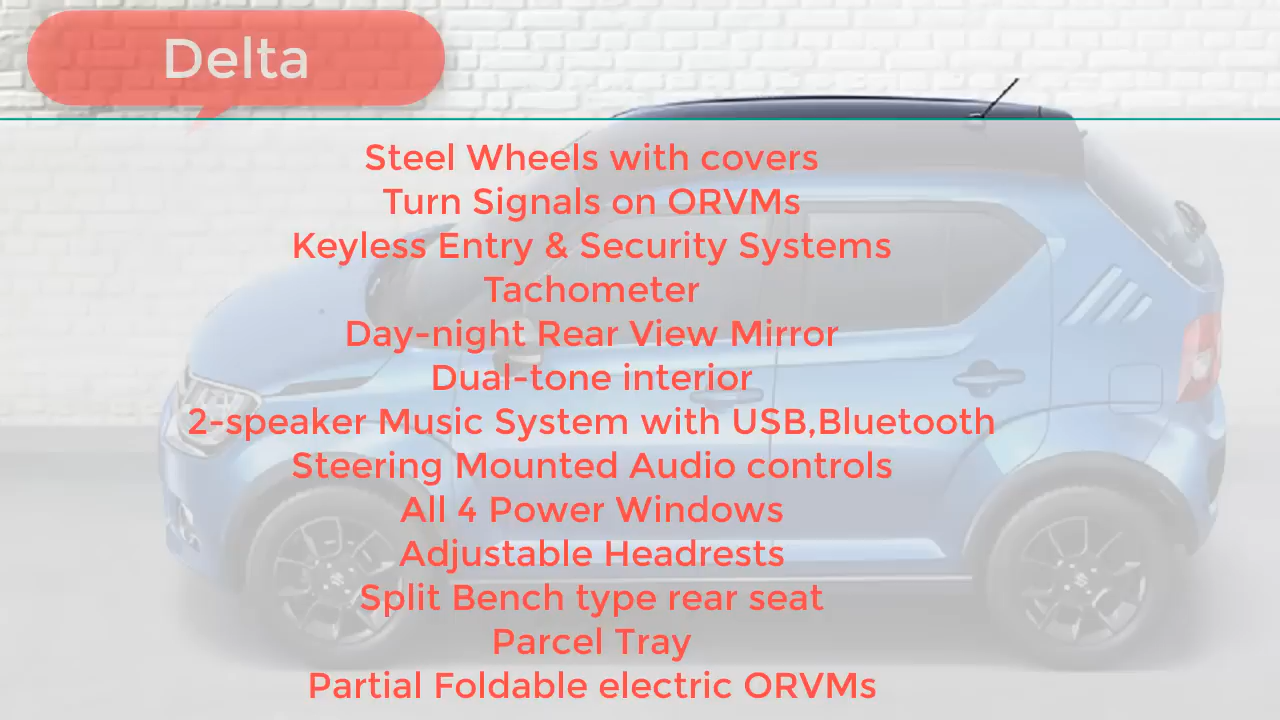 Delta
Steel Wheels with covers
Turn Signals on ORVMs
Keyless Entry & Security Systems
Tachometer
Day-night Rear View Mirror
Dual-tone interior
2-speaker Music System with USB,Bluetooth
Steering Mounted Audio controls
All 4 Power Windows
Adjustable Headrests
Split Bench type rear seat
Parcel Tray
Partial Foldable electric ORVMs